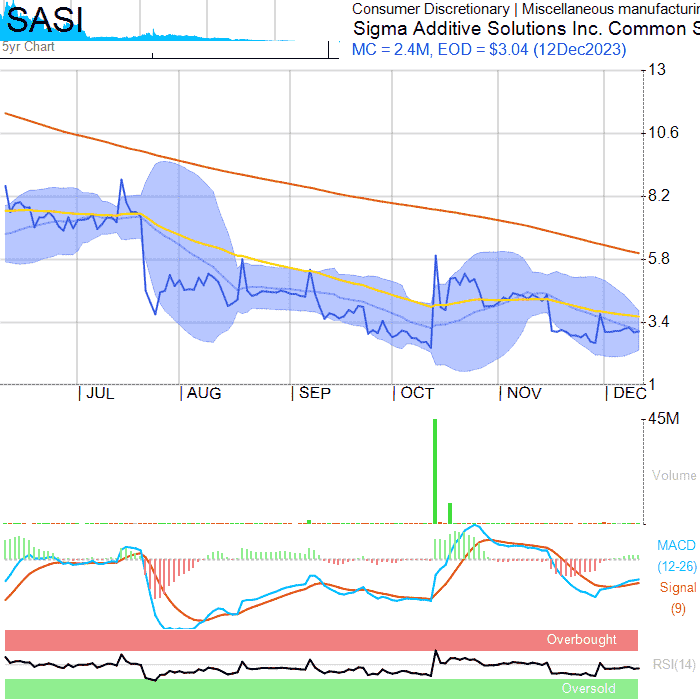 SASI
5yr Chart
Consumer Discretionary | Miscellaneous manufacturin
Sigma Additive Solutions Inc. Common S
MC = 2.4M, EOD = $3.04 (12Dec2023)
13
10.6
8.2
5.8
3.4
1
| JUL | AUG | SEP | OCT | NOV | DEC
45M
Volume
MACD
(12-26)
Signal
(9)
Overbought
RSI(14)
Oversold